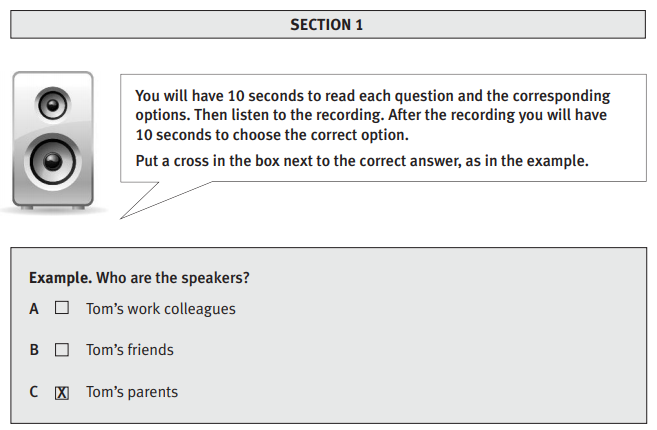 SECTION 1
You will have 10 seconds to read each question and the corresponding
options. Then listen to the recording. After the recording you will have
10 seconds to choose the correct option.
Put a cross in the box next to the correct answer, as in the example.
Example. Who are the speakers?
A Tom’s work colleagues
B Tom’s friends
C X Tom’s parents